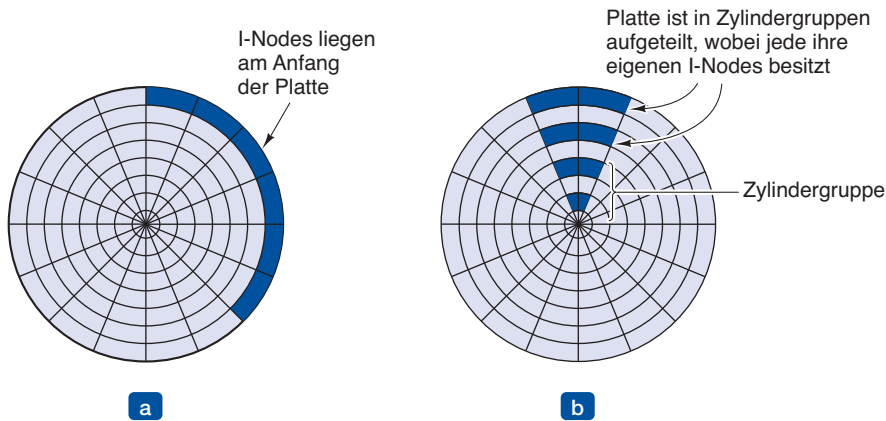 I-Nodes liegen
am Anfang
der Platte
Platte ist in Zylindergruppen
aufgeteilt, wobei jede ihre
eigenen I-Nodes besitzt
Zylindergruppe
a
b